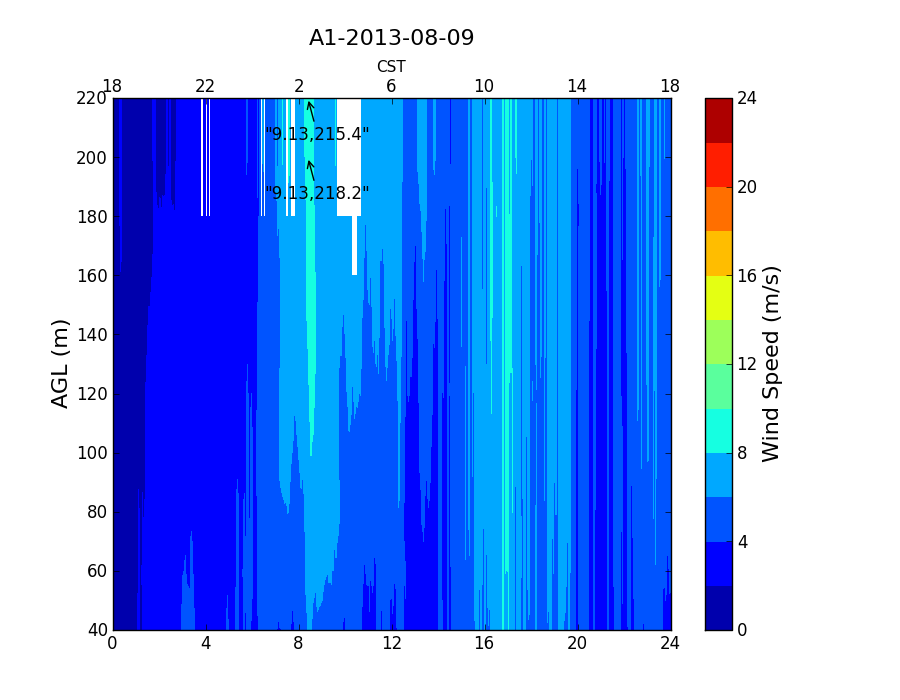 A1-2013-08-09
CST
18 22 2 6 10 14 18
220 24
"9.13,215.4"
200
20
"9.13,218.2"
180
160 16
140
AGL (m)
Wind Speed (m/s)
120 12
100 8
80
4
60
40 0
0 4 8 12 16 20 24